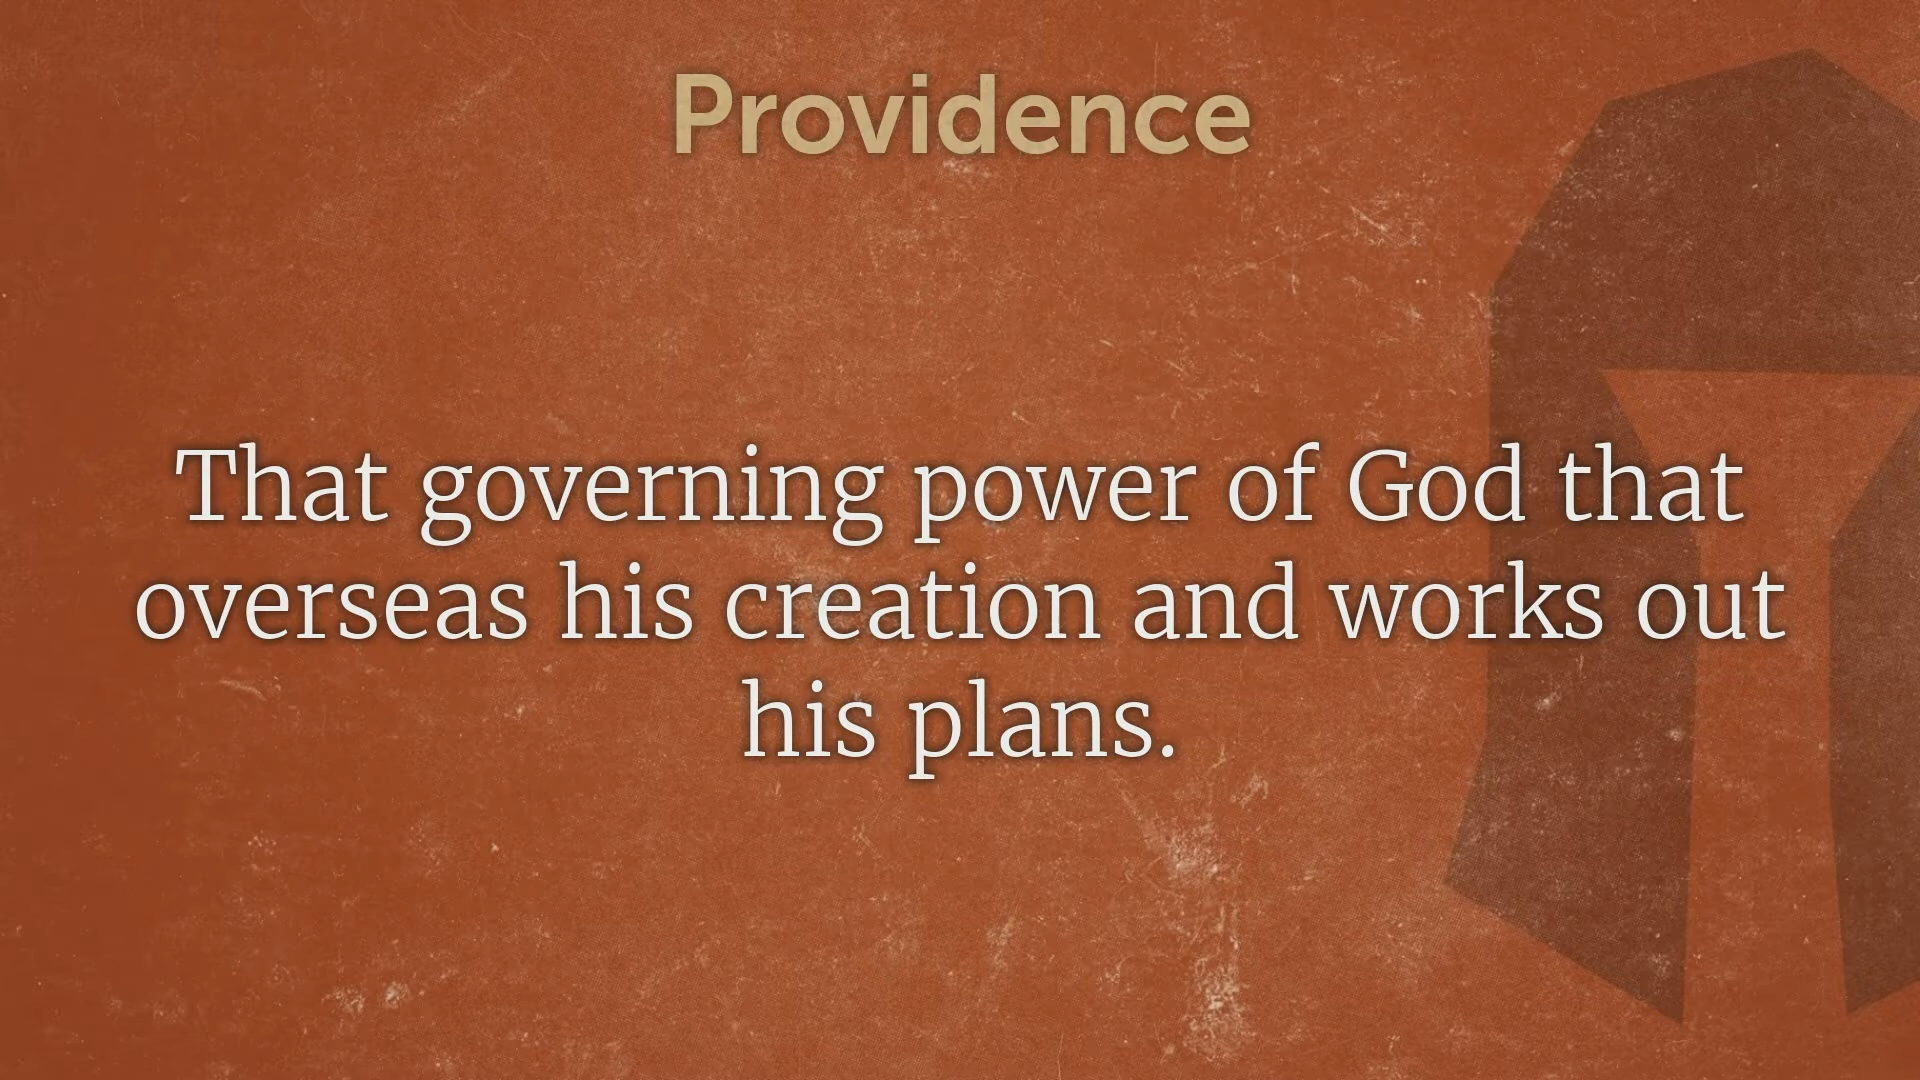 Providence
That governing power of God that
overseas his creation and works out
his plans.